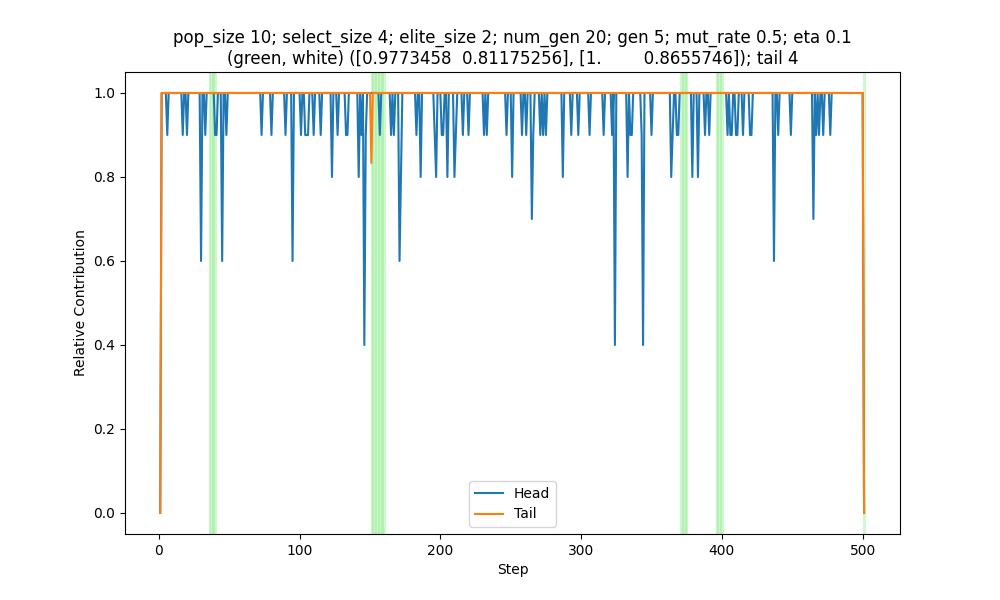 pop_size 10; select_size 4; elite_size 2; num_gen 20; gen 5; mut_rate 0.5; eta 0.1
(green, white) ([0.9773458  0.81175256], [1.         0.8655746]); tail 4
1.0
0.8
0.6
0.4
0.2
0.0
Relative Contribution
Head
Tail
0
100
200
300
400
500
Step